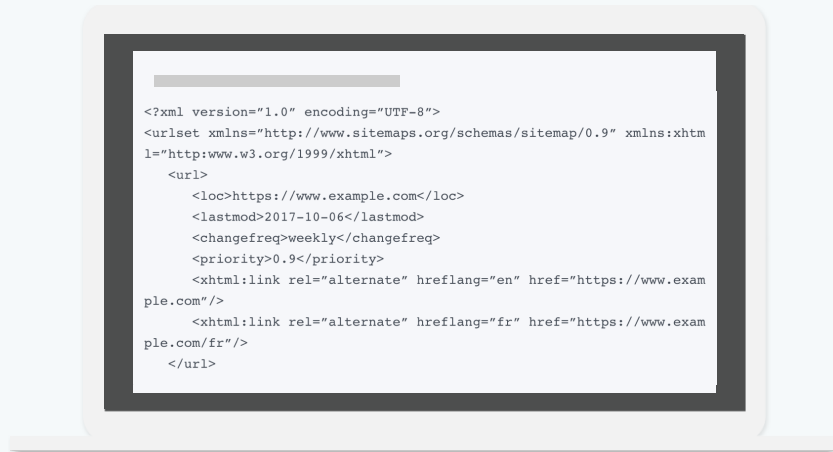 <?xml version=”1.0” encoding=”UTF-8”>
<urlset xmlns=”http://www.sitemaps.org/schemas/sitemap/0.9” xmlns:xhtm
l=”http:www.w3.org/1999/xhtml”>
<url>
<loc>https://www.example.com</loc>
<lastmod>2017-10-06</lastmod>
<changefreq>weekly</changefreq>
<priority>0.9</priority>
<xhtml:link rel=”alternate” hreflang=”en” href=”https://www.exam
ple.com”/>
<xhtml:link rel=”alternate” hreflang=”fr” href=”https://www.exam
ple.com/fr”/>
</url>